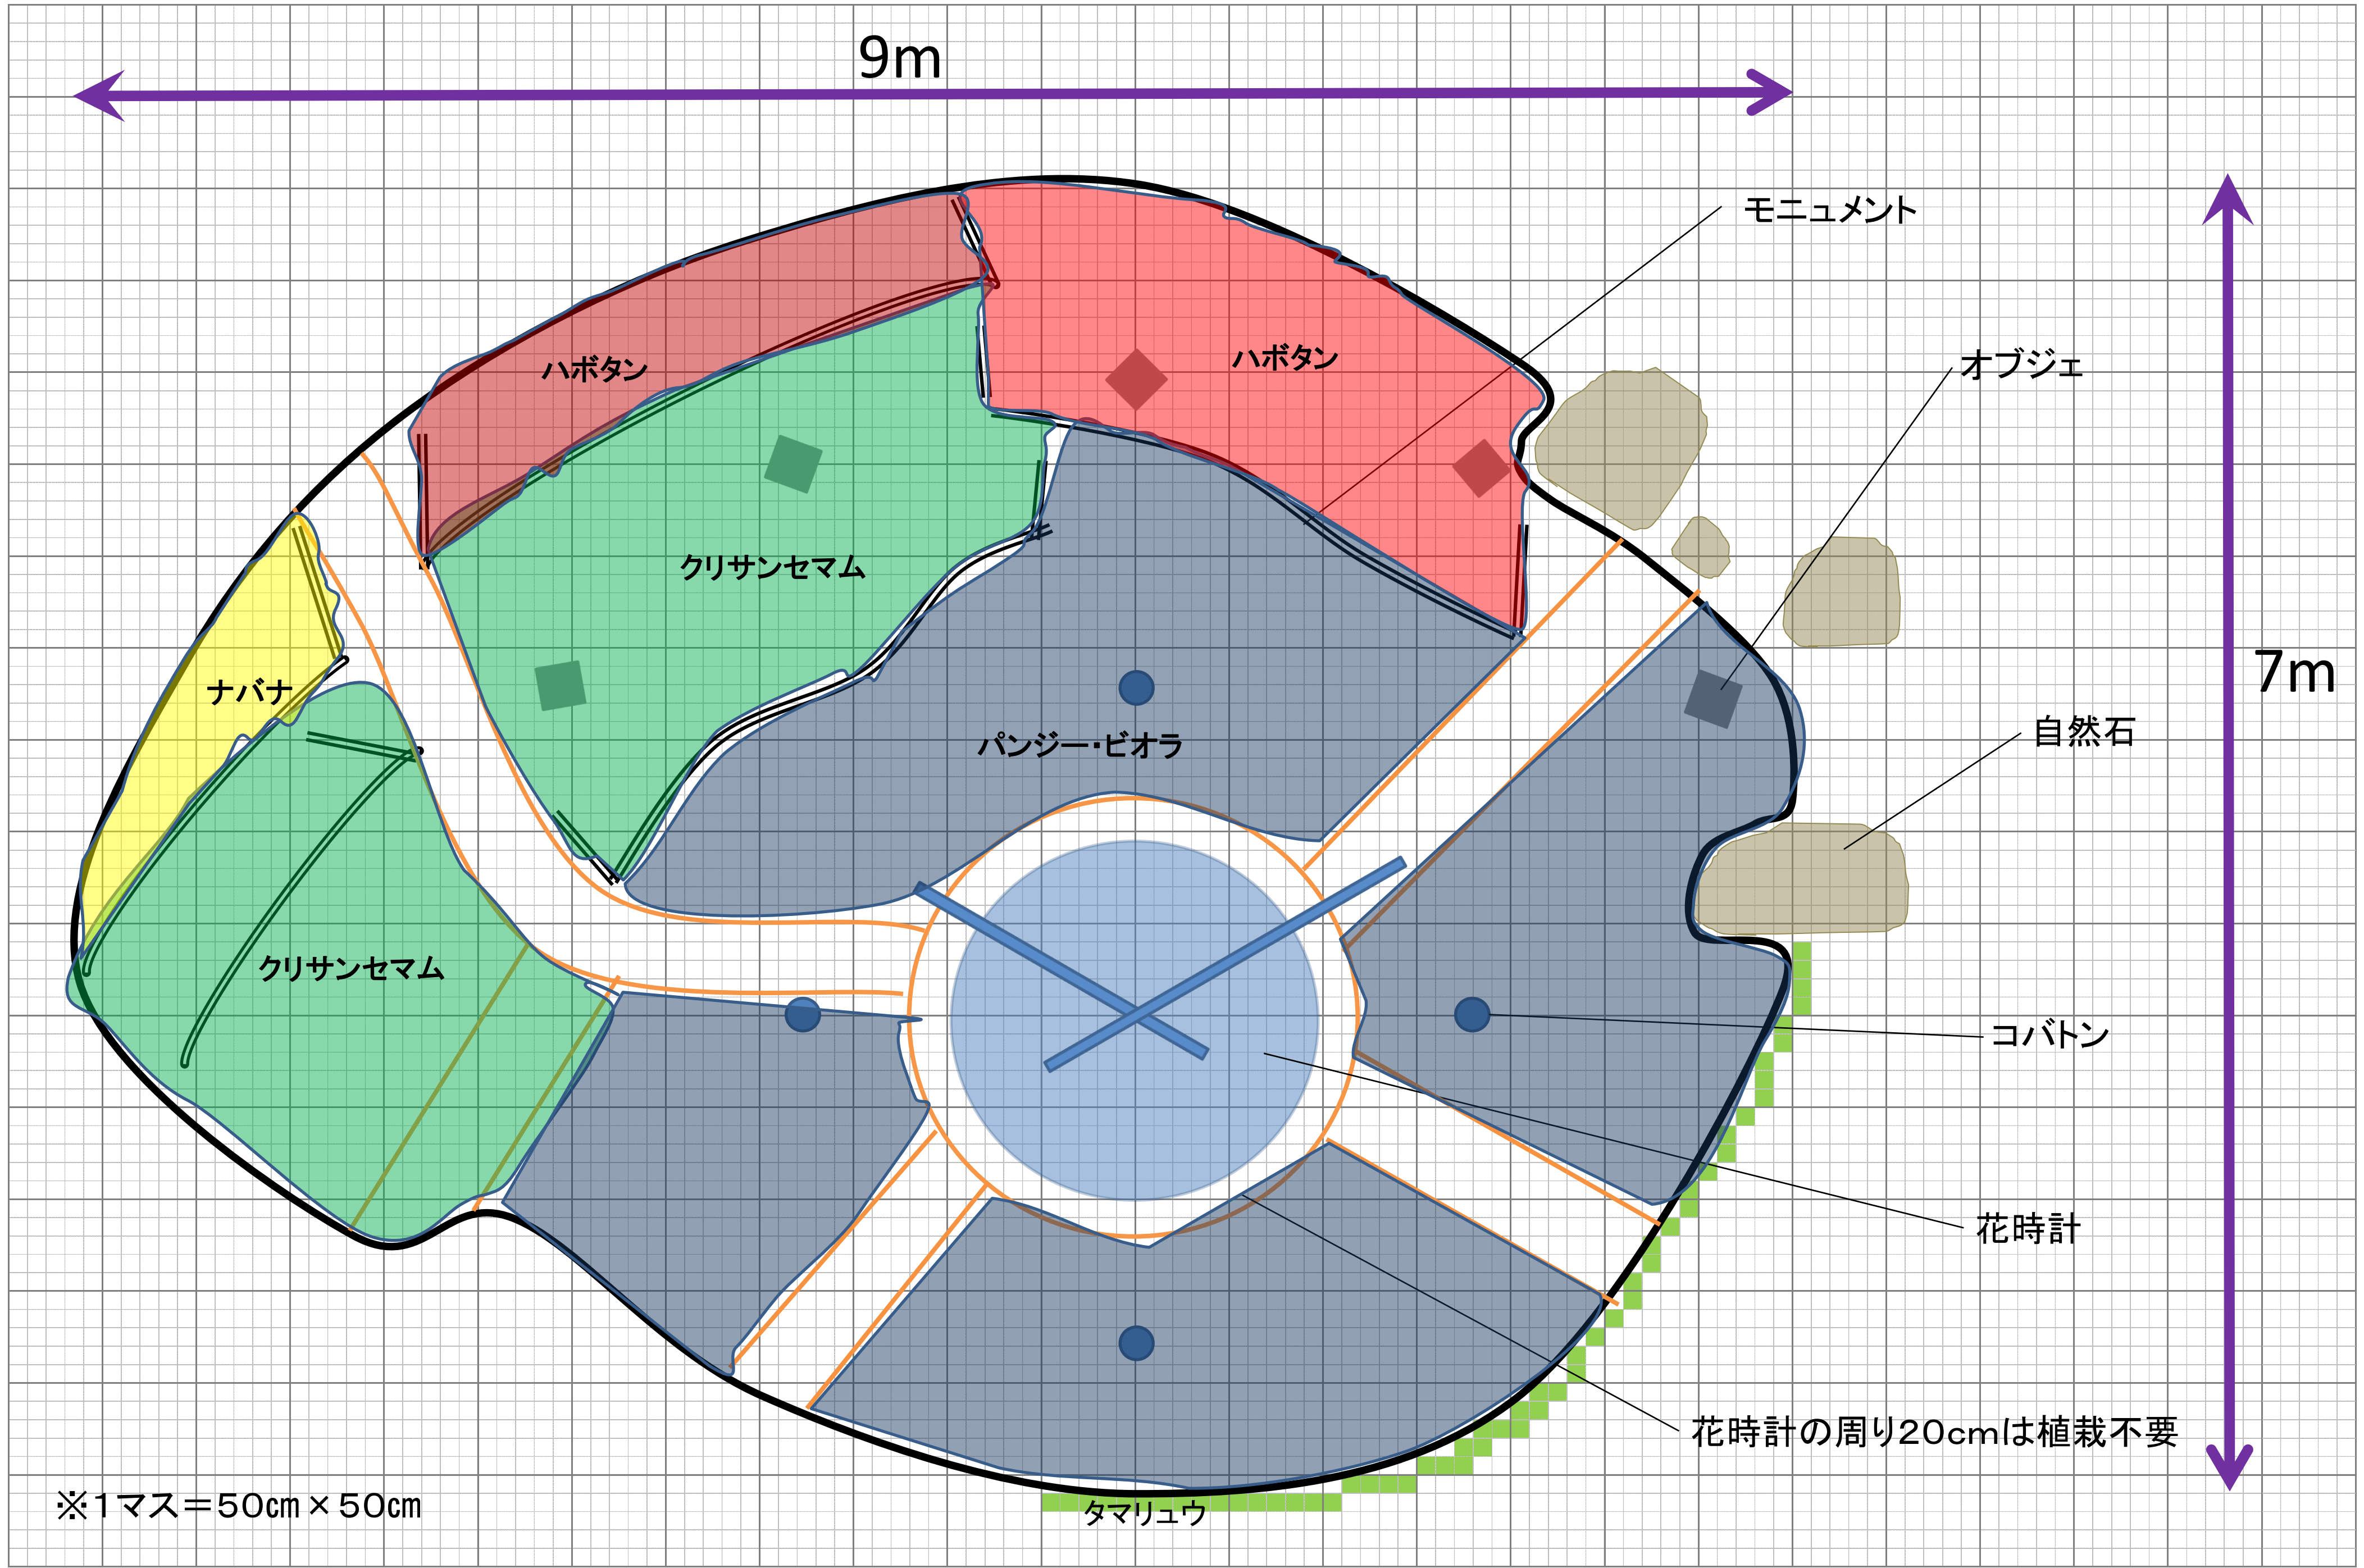 9m
モニュメント
ハボタン
ハボタン
オブジェ
クリサンセマム
7m
ナバナ
自然石
パンジー・ビオラ
クリサンセマム
コバトン
花時計
花時計の周り20cmは植栽不要
※1マス＝50㎝×50㎝
タマリュウ